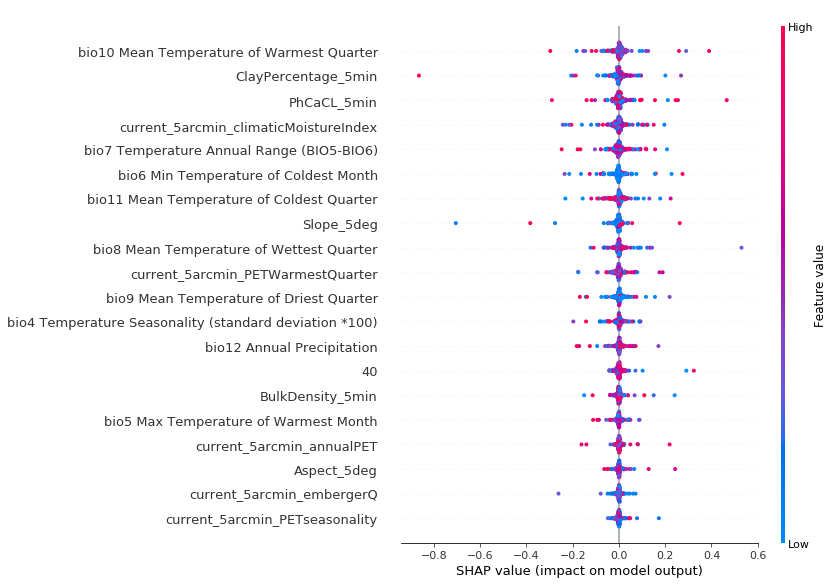 High
bio10 Mean Temperature of Warmest Quarter
ClayPercentage_5min
PhCaCL_5min
current_5arcmin_climaticMoistureIndex
bio7 Temperature Annual Range (BIO5-BIO6)
bio6 Min Temperature of Coldest Month
bio11 Mean Temperature of Coldest Quarter
Slope_5deg
bio8 Mean Temperature of Wettest Quarter
current_5arcmin_PETWarmestQuarter
bio9 Mean Temperature of Driest Quarter
bio4 Temperature Seasonality (standard deviation *100)
bio12 Annual Precipitation
40
BulkDensity_5min
bio5 Max Temperature of Warmest Month
current_5arcmin_annualPET
Aspect_5deg
current_5arcmin_embergerQ
current_5arcmin_PETseasonality
Feature value
Low
−0.8 −0.6 −0.4 −0.2 0.0 0.2 0.4 0.6
SHAP value (impact on model output)